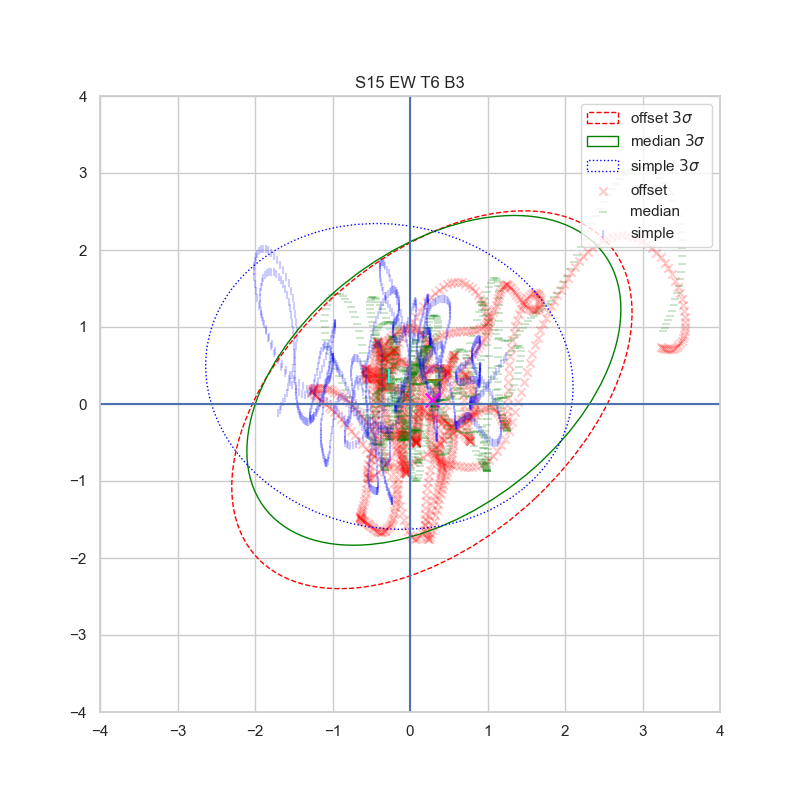 S15 EW T6 B3
4
3
2
1
0
−1
−2
−3
−4
−4 −3 −2 −1 0 1 2 3 4
offset 3σ
median 3σ
simple 3σ
offset
median
simple